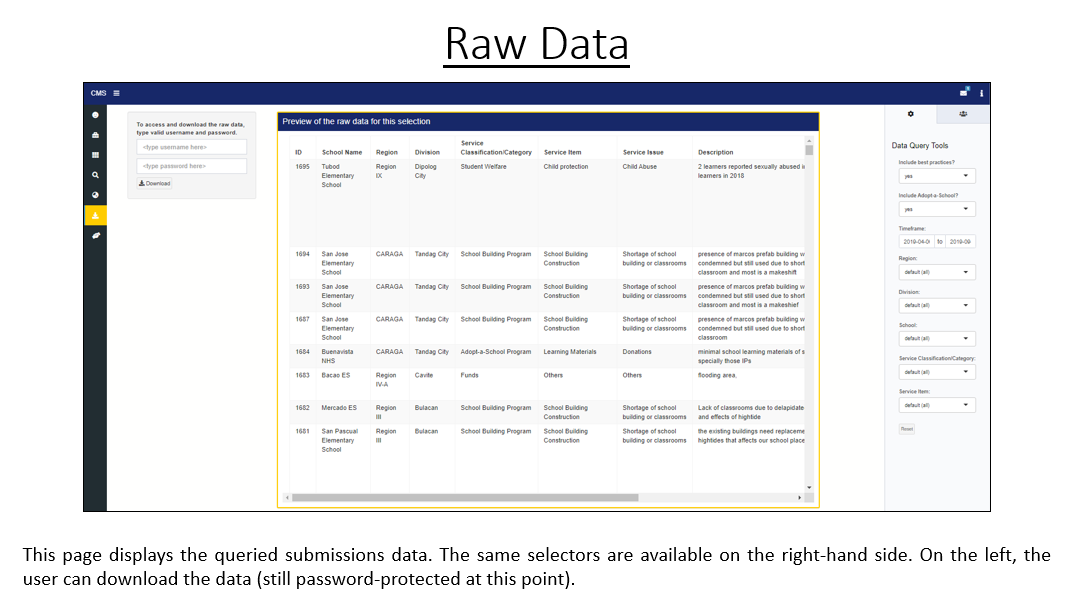 Raw Data
CMS
To access and download the raw data,
type valid username and password.
<type username here>
<type password here>
Download
Preview of the raw data for this selection
ID School Name Region Division Service Classification/Category Service Item Service Issue Description
1695 Tubod Elementary School Region IX Dipolog City Student Welfare Child protection Child Abuse 2 learners reported sexually abused learners in 2018
1694 San Jose Elementary School CARAGA Tandag City School Building Program School Building Construction Shortage of school building or classrooms presence of marcos prefab building w condemned but still used due to short classroom and most is a makeshift
1693 San Jose Elementary School CARAGA Tandag City School Building Program School Building Construction Shortage of school building or classrooms presence of marcos prefab building w condemned but still used due to short classroom and most is a makeshief
1687 San Jose Elementary School CARAGA Tandag City School Building Program School Building Construction Shortage of school building or classrooms presence of marcos prefab building w condemned but still used due to short classroom
1684 Buenavista NHS CARAGA Tandag City Adopt-a-School Program Learning Materials Donations minimal school learning materials of s specially those IPs
1683 Bacao ES Region IV-A Cavite Funds Others Others flooding area,
1682 Mercado ES Region III Bulacan School Building Program School Building Construction Shortage of school building or classrooms Lack of classrooms due to delapidate and effects of hightide
1681 San Pascual Elementary School Region III Bulacan School Building Program School Building Construction Shortage of school building or classrooms the existing buildings need replaceme hightides that affects our school place
Data Query Tools
Include best practices?
yes
Include Adopt-a-School?
yes
Timeframe:
2019-04-0 to 2019-09
Region:
default (all)
Division:
default (all)
School:
default (all)
Service Classification/Category:
default (all)
Service Item:
default (all)
Reset
This page displays the queried submissions data. The same selectors are available on the right-hand side. On the left, the
user can download the data (still password-protected at this point).